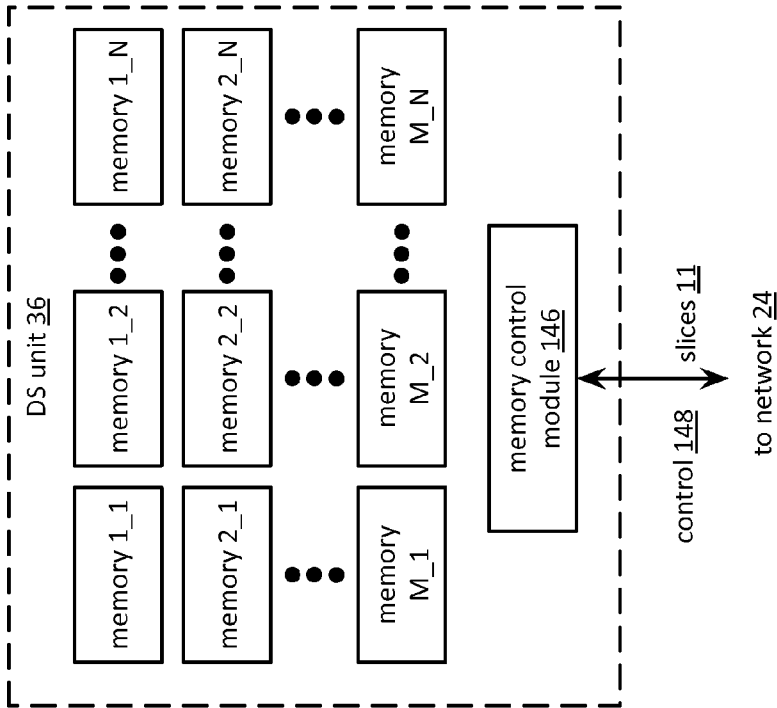 DS unit 36
memory 1_1
memory 1_2
memory 1_N
memory 2_1
memory 2_2
memory 2_N
memory
M_1
memory
M_2
memory
M_N
memory control
module 146
control 148
slices 11
to network 24